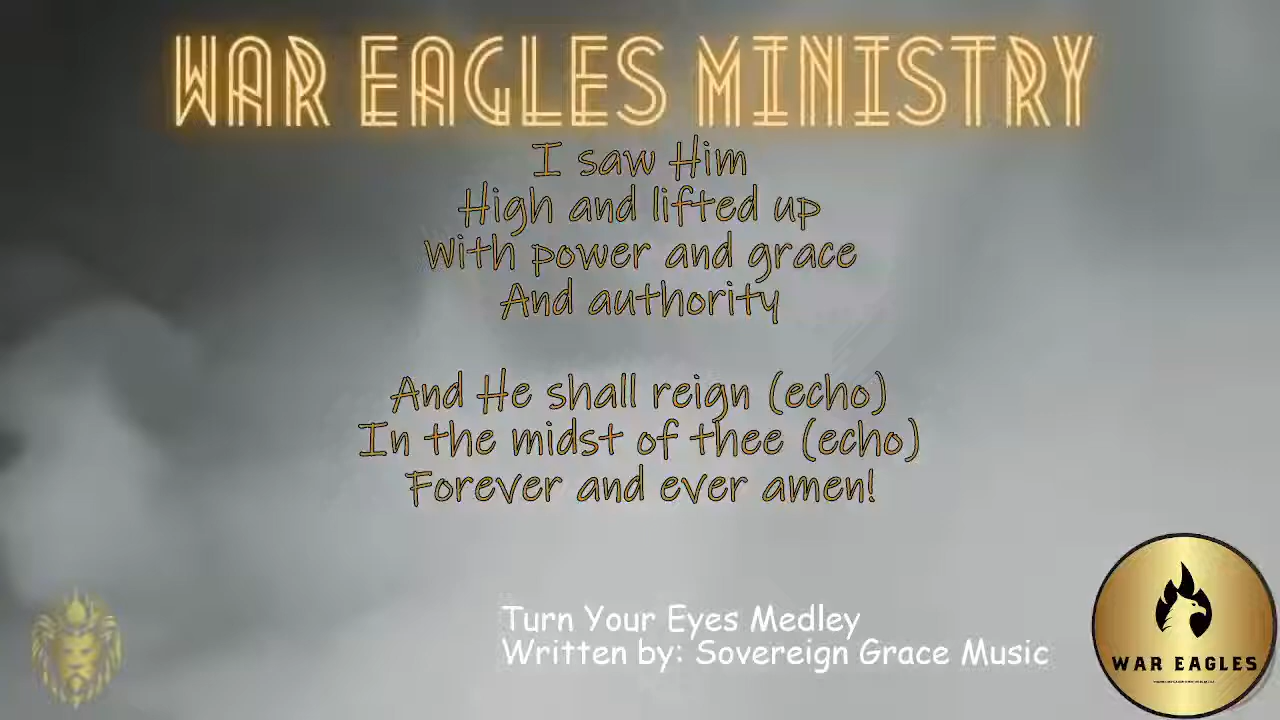 WAR EAGLES MINISTRY
I saw Him
High and lifted up
With power and grace
And authority
And He shall reign (echo)
In the midst of thee (echo)
Forever and ever amen!
Turn Your Eyes Medley
Written by: Sovereign Grace Music
WAR EAGLES